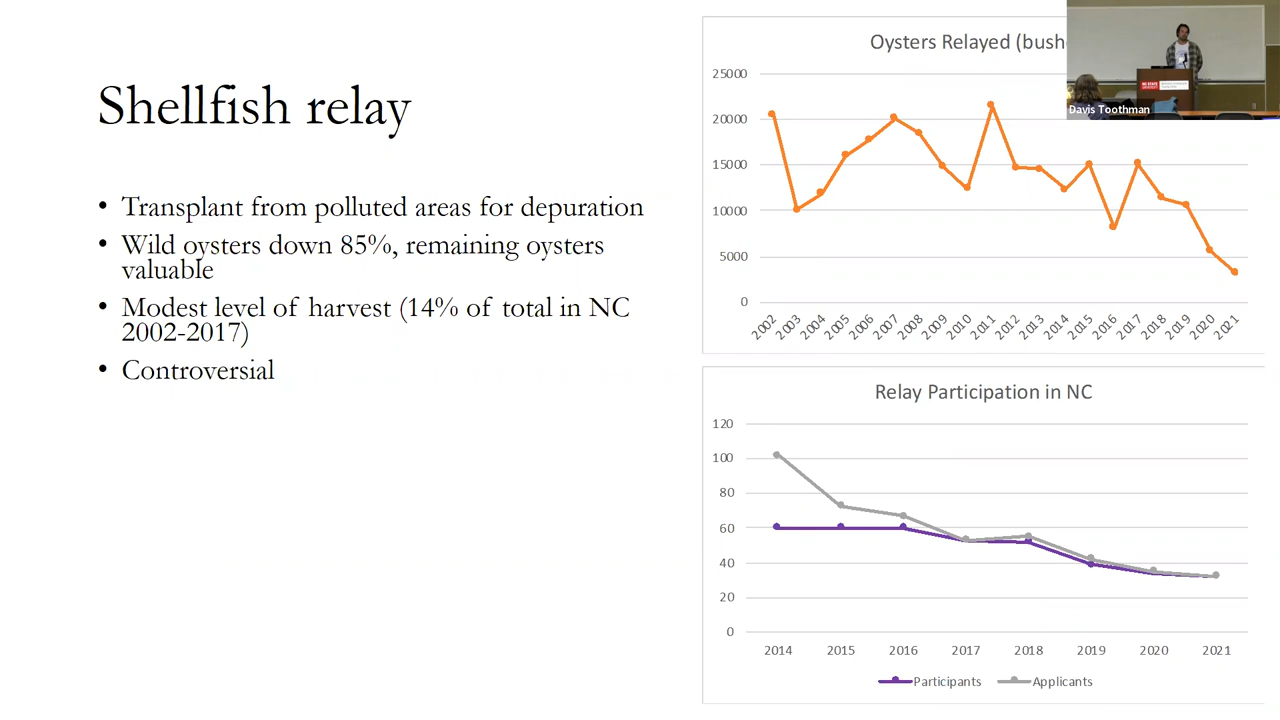 Shellfish relay
• Transplant from polluted areas for depuration
• Wild oysters down 85%, remaining oysters
valuable
• Modest level of harvest (14% of total in NC
2002-2017)
• Controversial
Oysters Relayed (bush
25000
20000
15000
10000
5000
0
2002 2003 2004 2005 2006 2007 2008 2009 2010 2011 2012 2013 2014 2015 2016 2017 2018 2019 2020 2021
Relay Participation in NC
120
100
80
60
40
20
0
2014 2015 2016 2017 2018 2019 2020 2021
Participants Applicants
NC STATE
UNIVERSITY
Davis Toothman